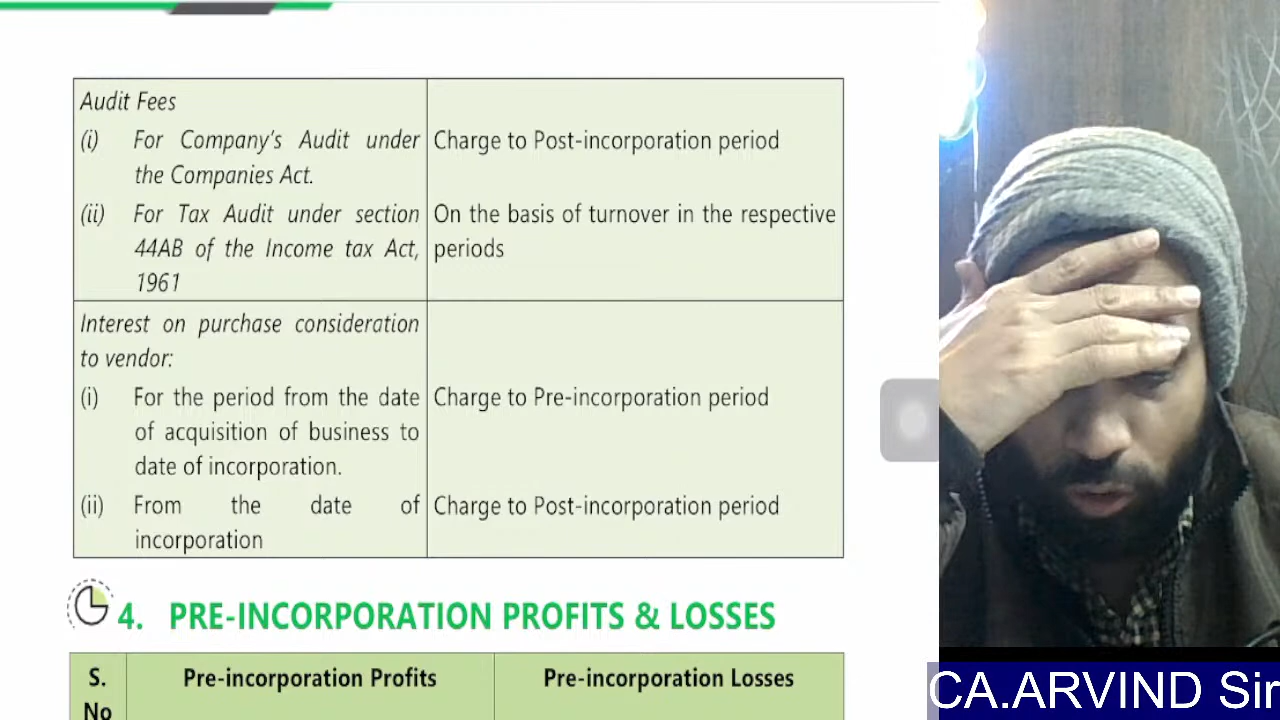 Audit Fees
(i) For Company's Audit under Charge to Post-incorporation period
the Companies Act.
(ii) For Tax Audit under section On the basis of turnover in the respective
44AB of the Income tax Act, periods
1961
Interest on purchase consideration
to vendor:
(i) For the period from the date Charge to Pre-incorporation period
of acquisition of business to
date of incorporation.
(ii) From the date of Charge to Post-incorporation period
incorporation
4. PRE-INCORPORATION PROFITS & LOSSES
S. Pre-incorporation Profits Pre-incorporation Losses
No
CA.ARVIND Sir